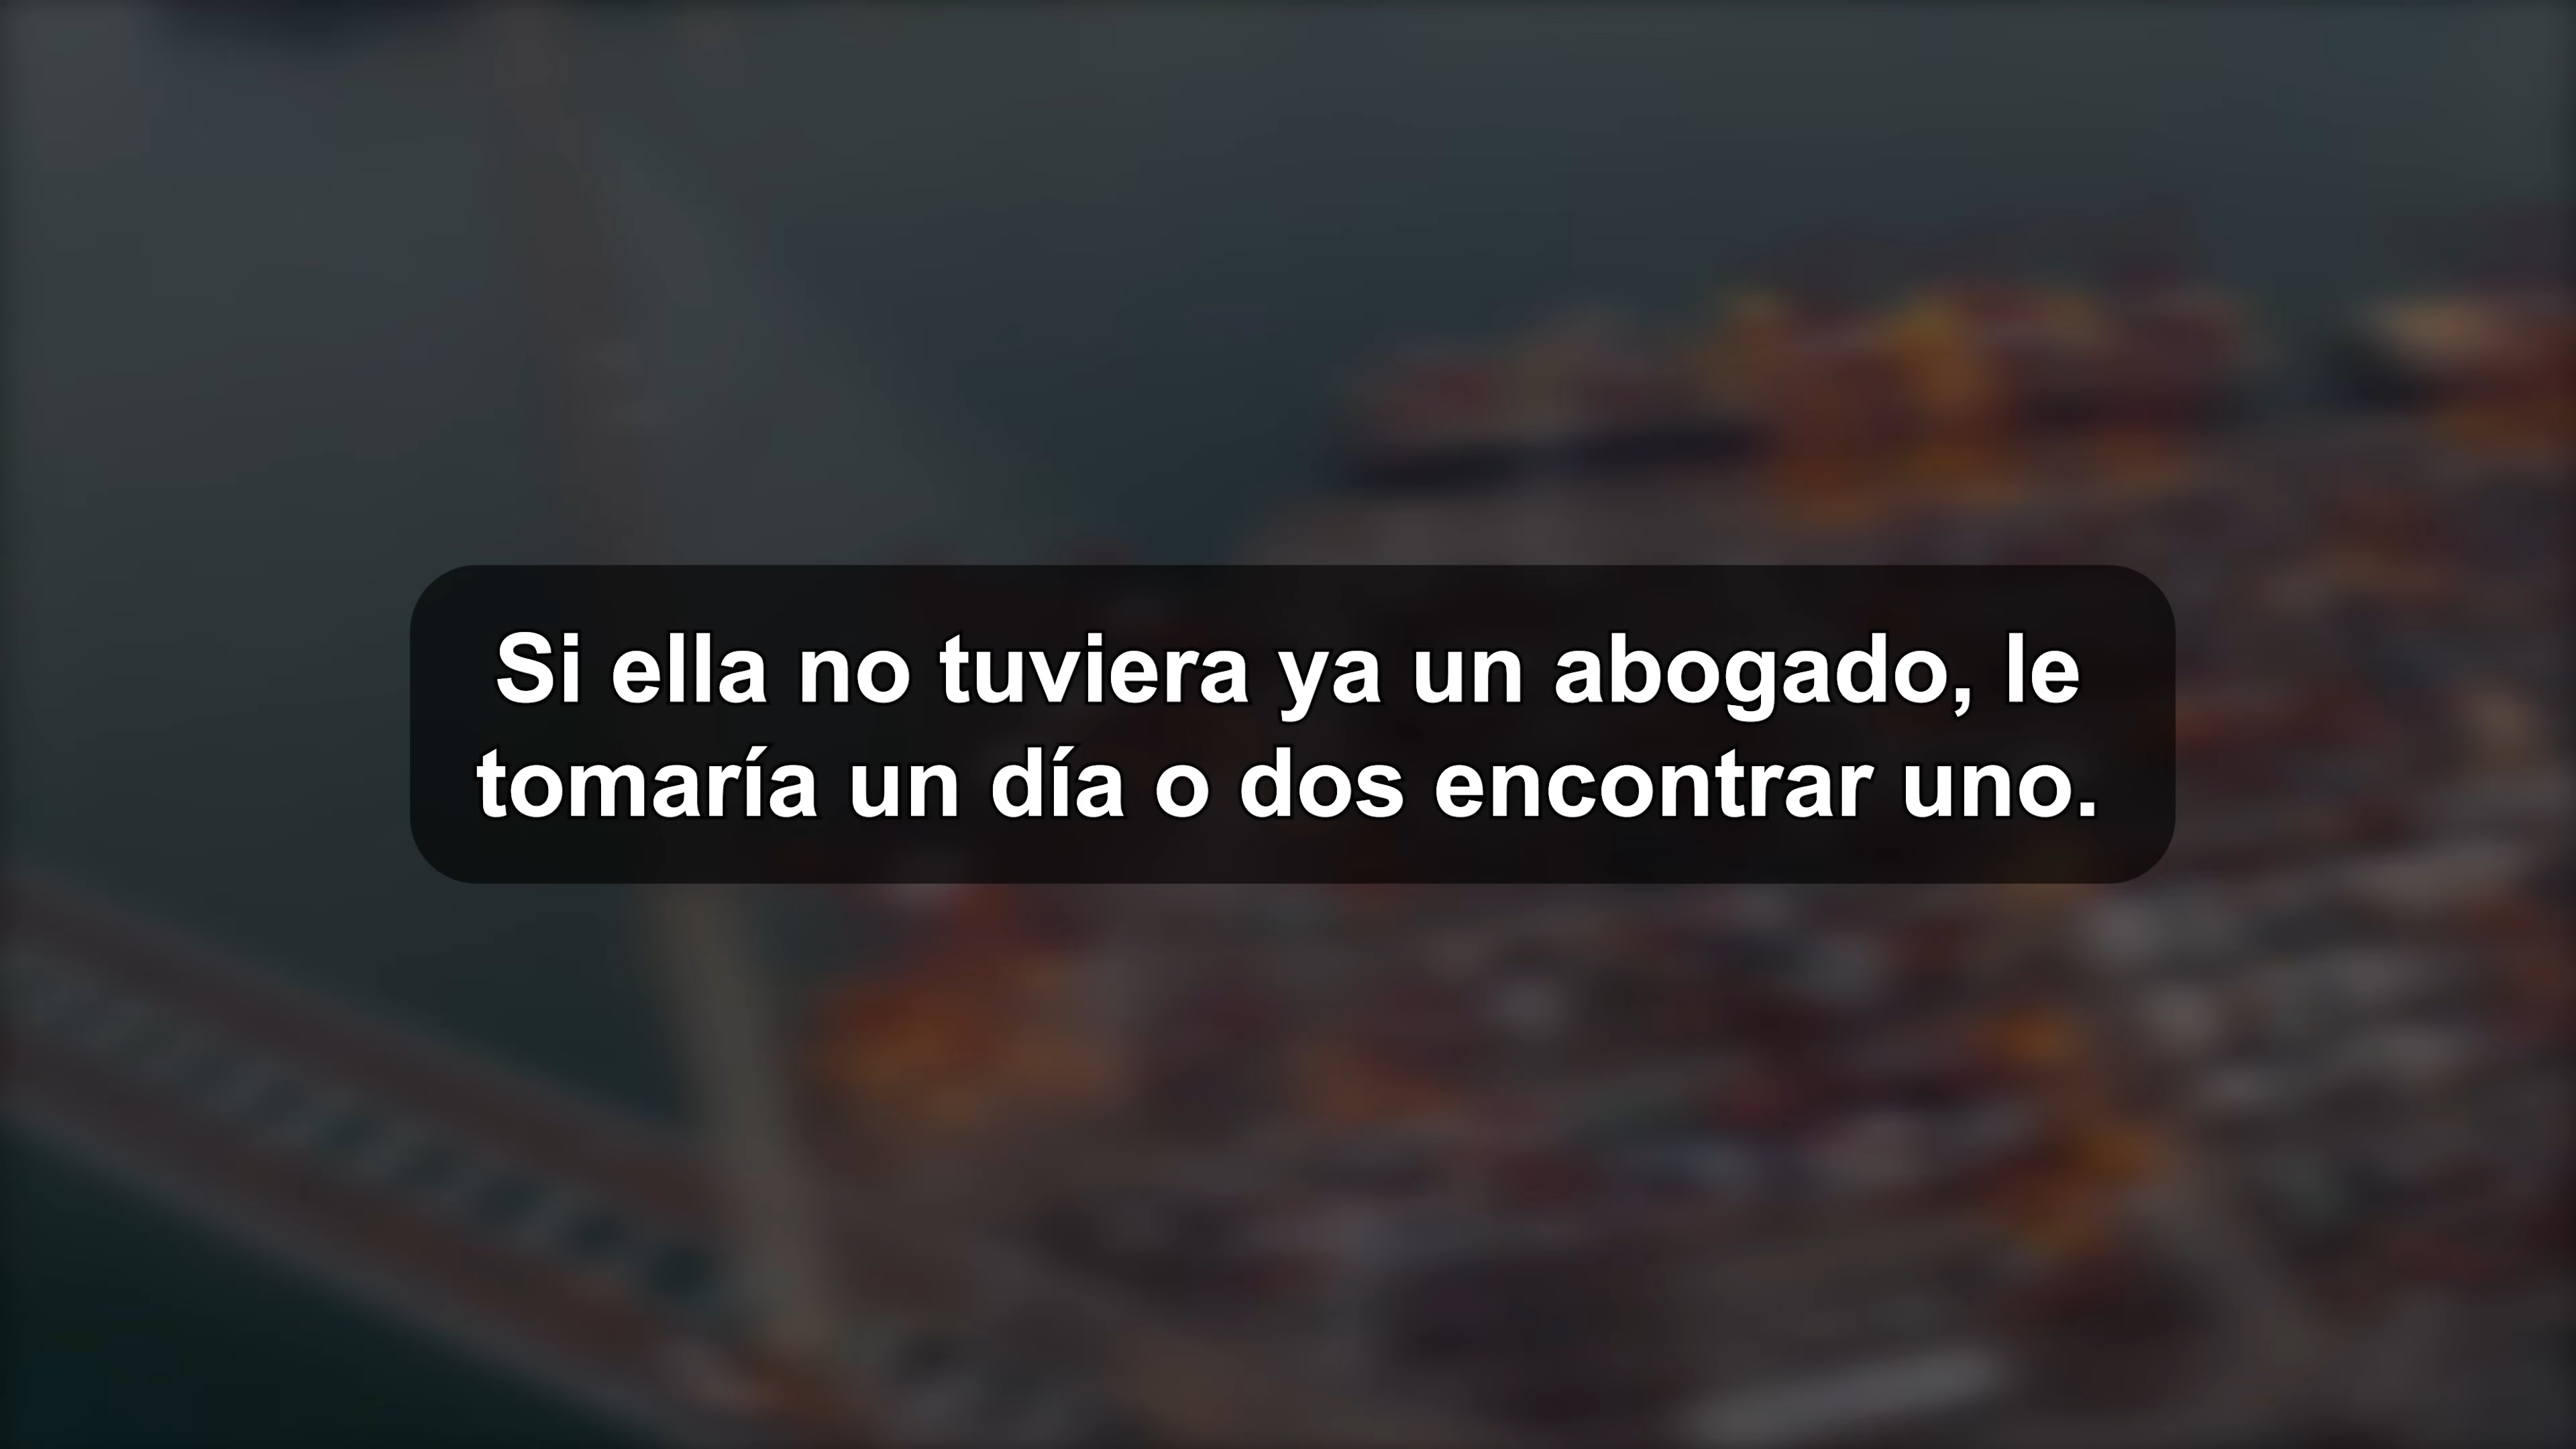 Si ella no tuviera ya un abogado, le
tomaría un día o dos encontrar uno.